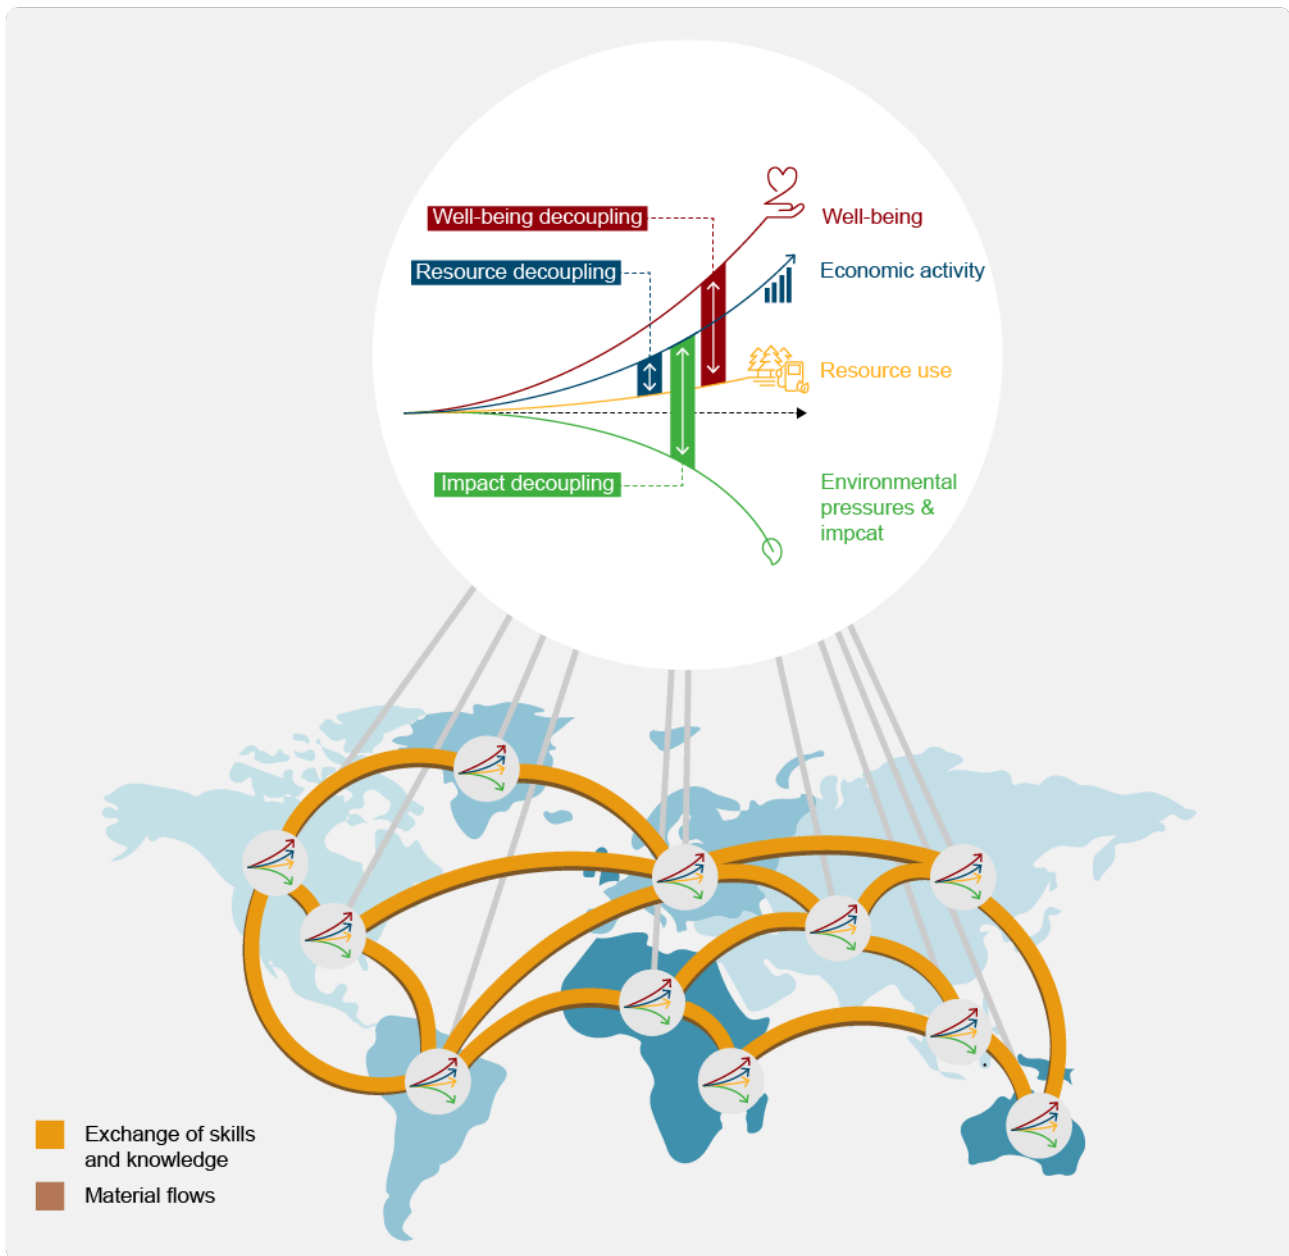 Well-being decoupling
Well-being
Resource decoupling
Economic activity
Resource use
Impact decoupling
Environmental
pressures &
impcat
Exchange of skills
and knowledge
Material flows